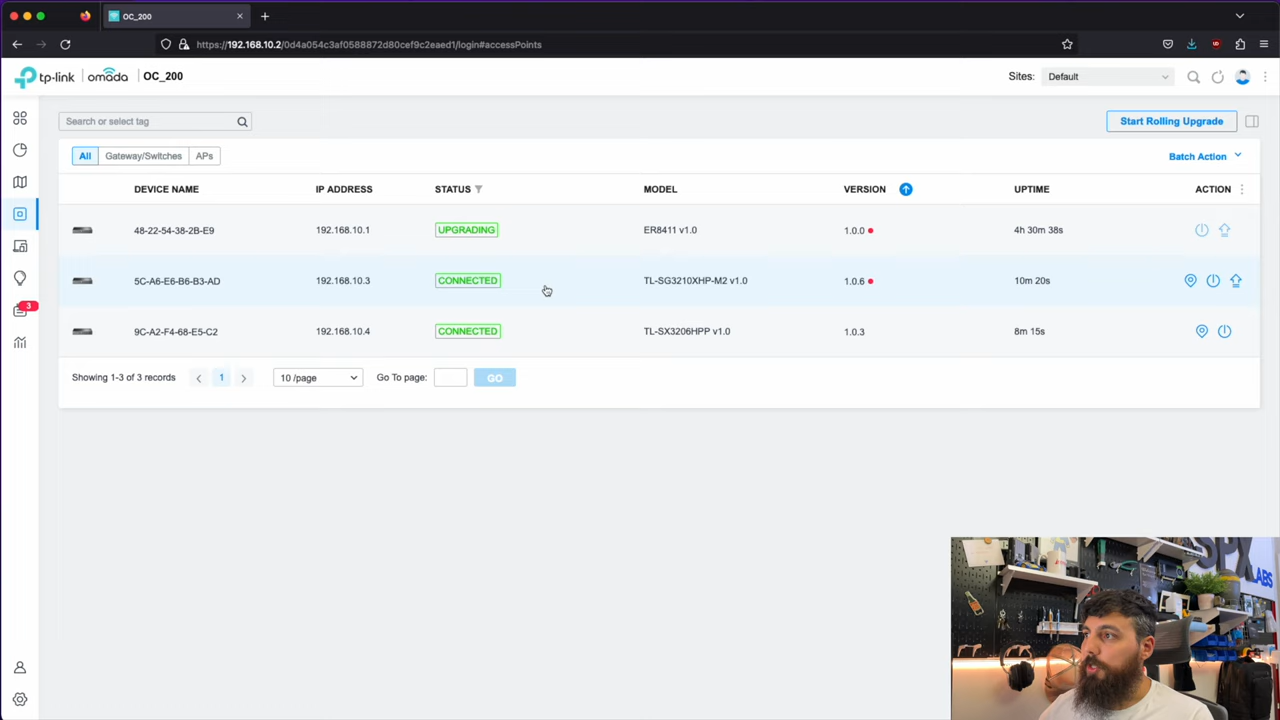 OC_200
https://192.168.10.2/0d4a054c3af0588872d80cef9c2eaed1/login#accessPoints
tp-link omada OC_200 Sites: Default
Search or select tag Start Rolling Upgrade
All Gateway/Switches APs Batch Action
DEVICE NAME IP ADDRESS STATUS MODEL VERSION UPTIME ACTION
48-22-54-38-2B-E9 192.168.10.1 UPGRADING ER8411 v1.0 1.0.0 4h 30m 38s
5C-A6-E6-B6-B3-AD 192.168.10.3 CONNECTED TL-SG3210XHP-M2 v1.0 1.0.6 10m 20s
9C-A2-F4-68-E5-C2 192.168.10.4 CONNECTED TL-SX3206HPP v1.0 1.0.3 8m 15s
3
Showing 1-3 of 3 records 1 10 /page Go To page: GO
SPX
LABS